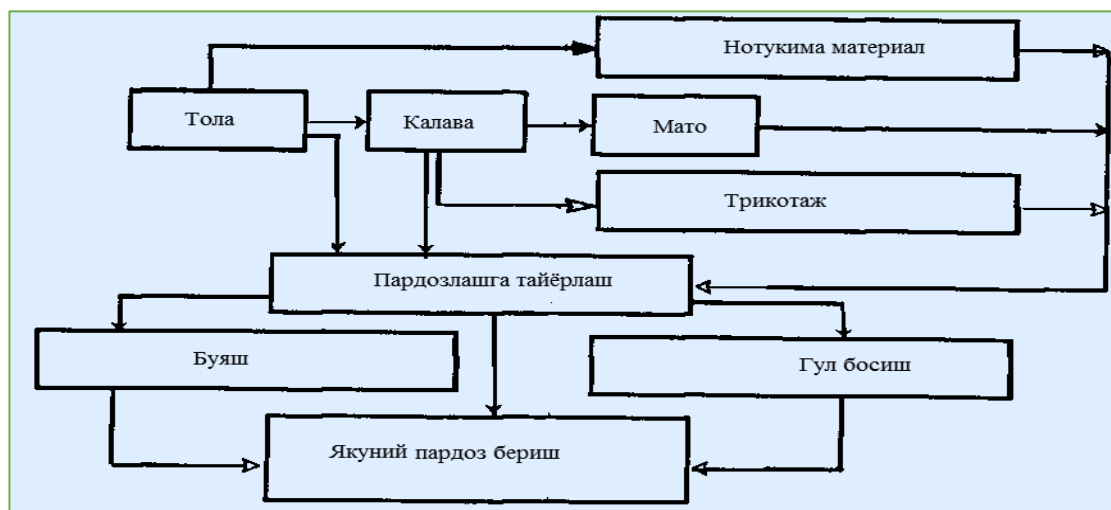 Нотукима материал
Тола
Калава
Мато
Трикотаж
Пардозлашга тайёрлаш
Буяш
Гул босиш
Якуний пардоз бериш